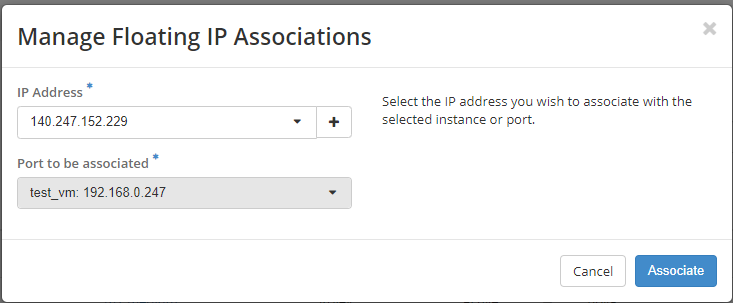 Manage Floating IP Associations
×
IP Address *
140.247.152.229
+
Select the IP address you wish to associate with the
selected instance or port.
Port to be associated *
test_vm: 192.168.0.247
Cancel
Associate